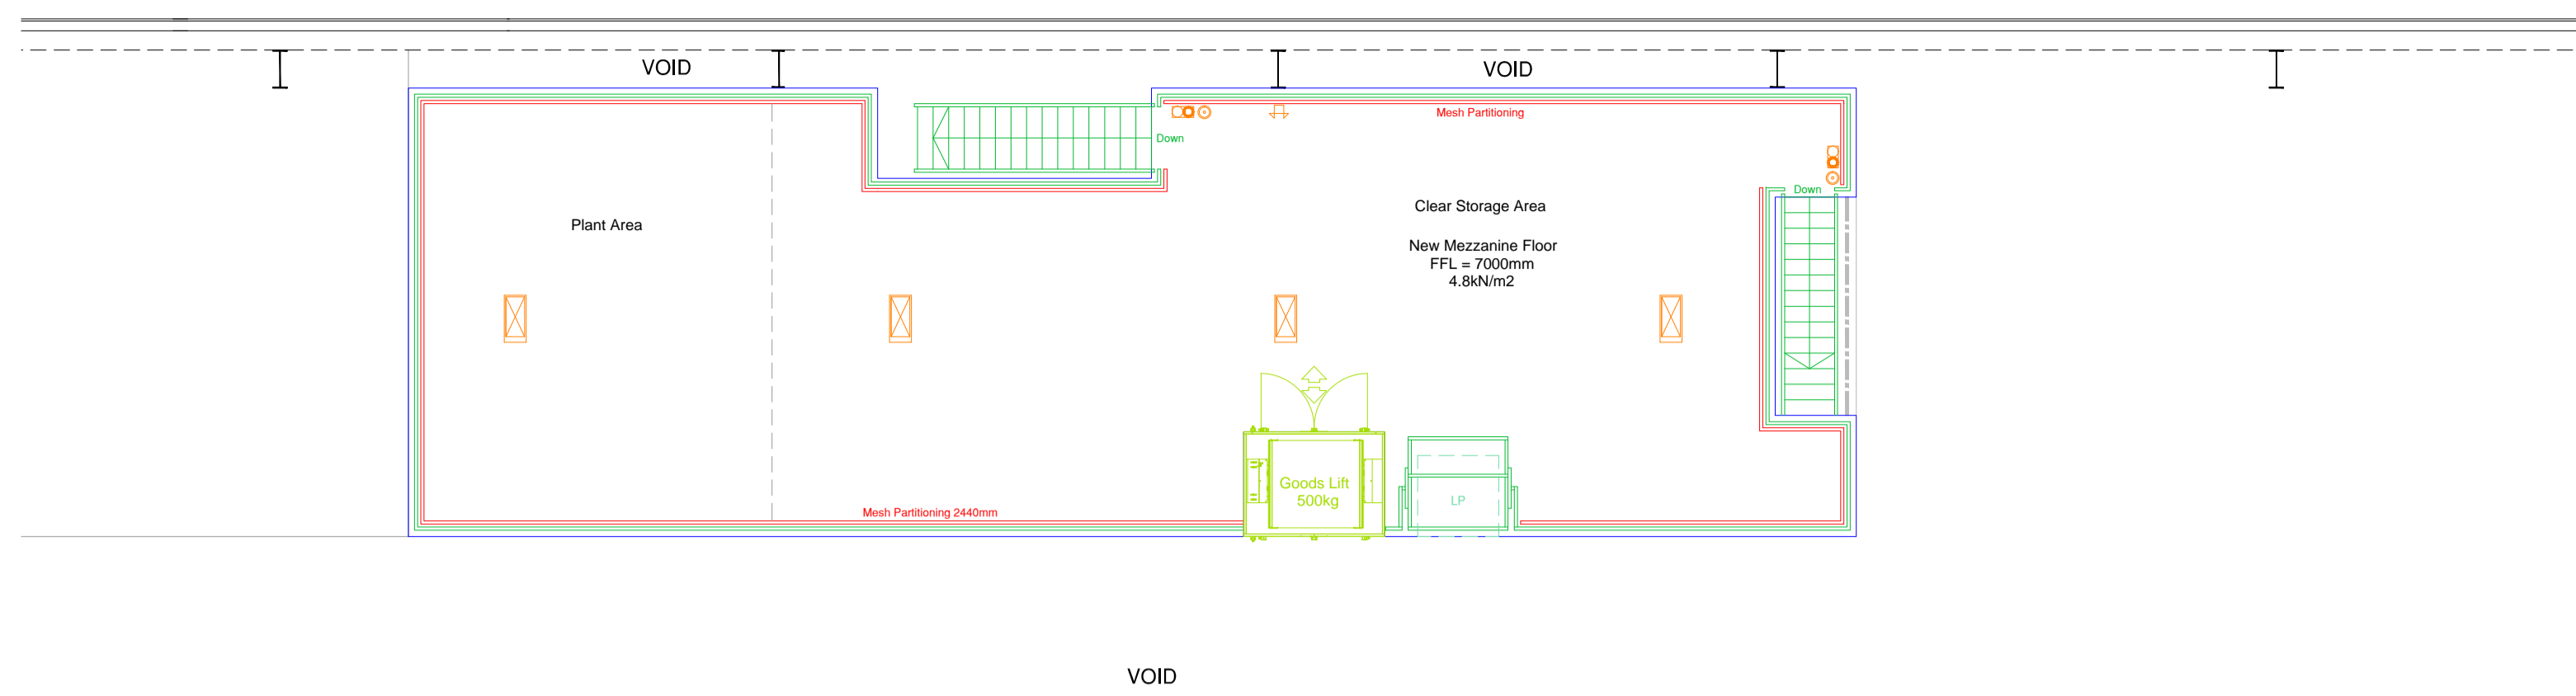 VOID
VOID
Mesh Partitioning
Down
Down
Clear Storage Area
Plant Area
New Mezzanine Floor
FFL = 7000mm
4.8kN/m2
Goods Lift
500kg
LP
Mesh Partitioning 2440mm
VOID